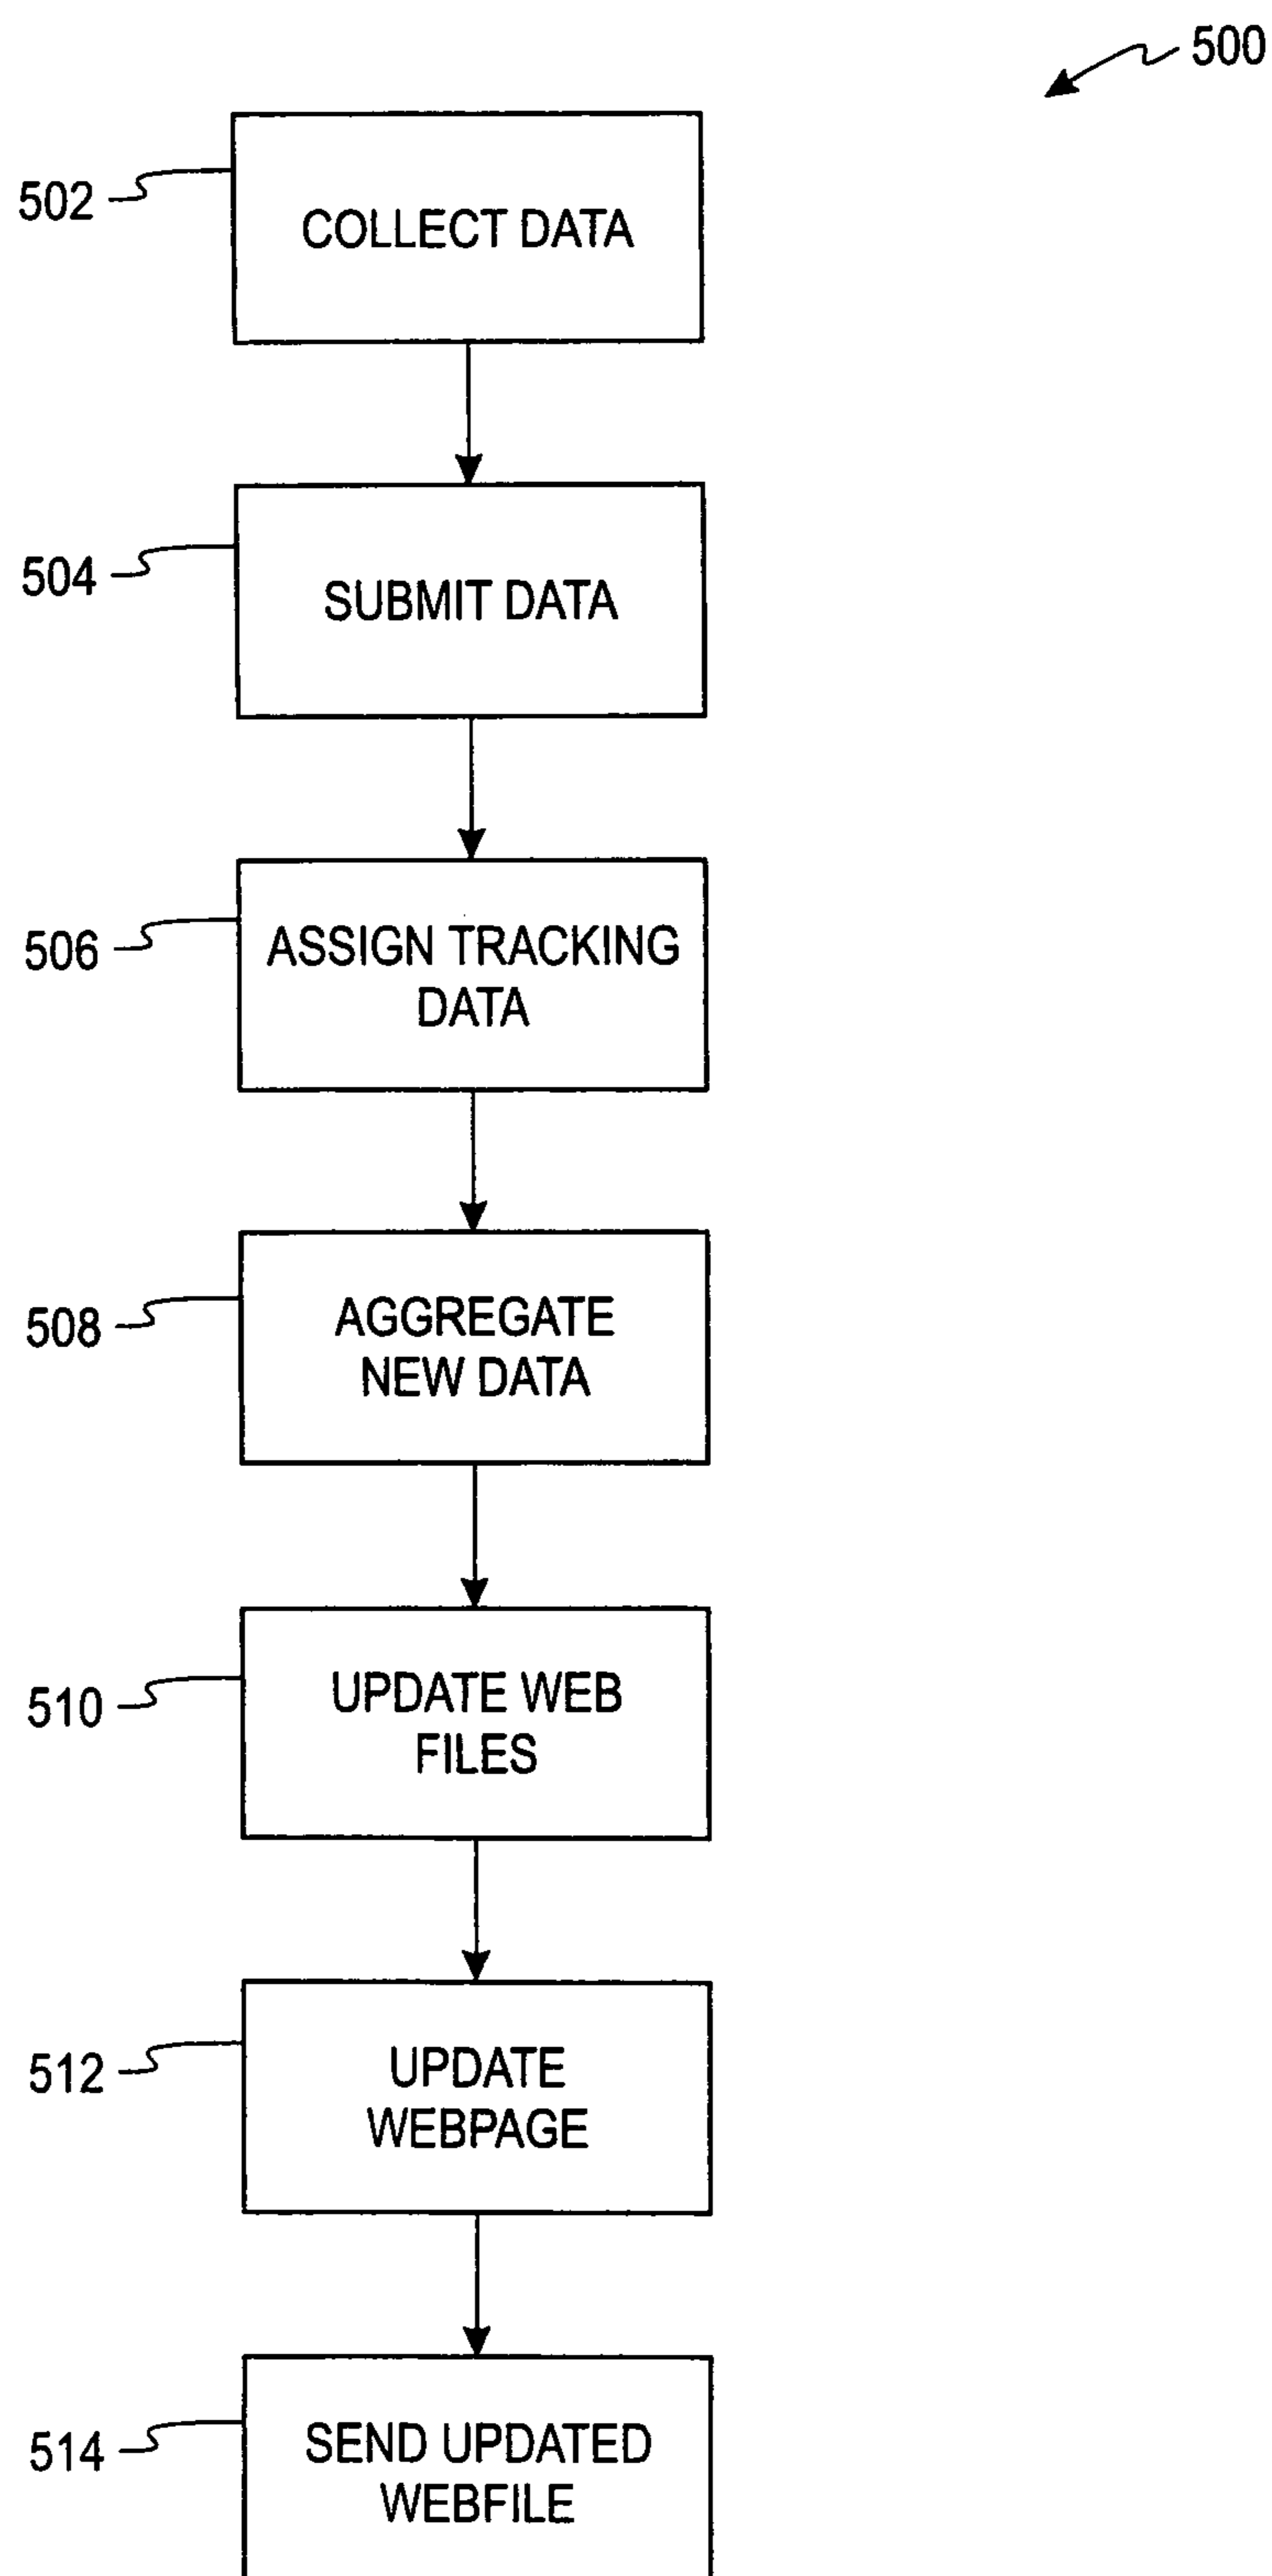 500
502
COLLECT DATA
504
SUBMIT DATA
506
ASSIGN TRACKING
DATA
508
AGGREGATE
NEW DATA
510
UPDATE WEB
FILES
512
UPDATE
WEBPAGE
514
SEND UPDATED
WEBFILE